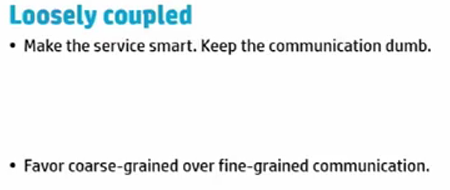 Loosely coupled
• Make the service smart. Keep the communication dumb.
• Favor coarse-grained over fine-grained communication.